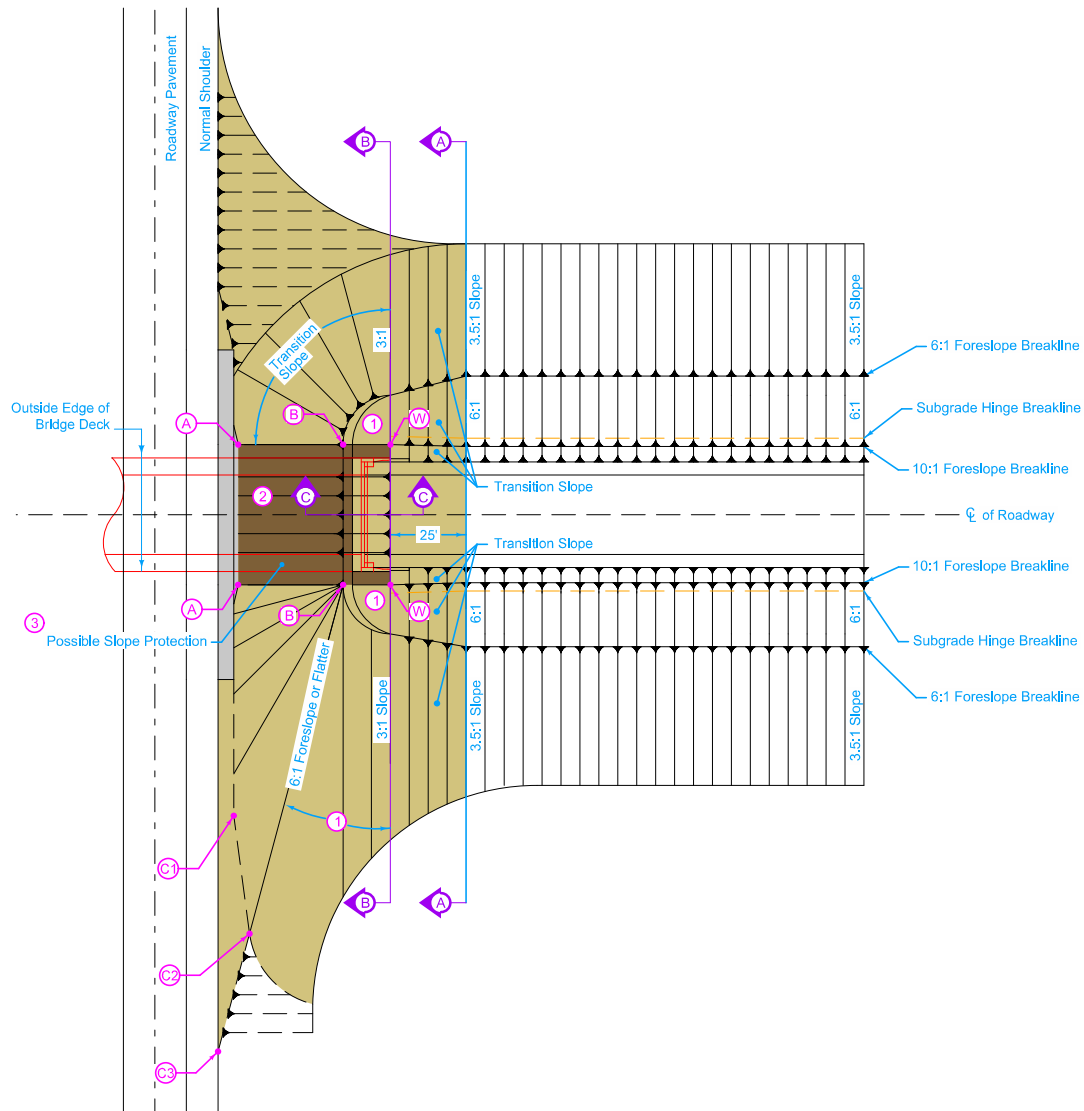 Roadway Pavement
Normal Shoulder
B
A
3.5:1 Slope
3.5:1 Slope
3:1
Transition
Slope
6:1 Foreslope Breakline
Outside Edge of
Bridge Deck
A
B
1
W
6:1
6:1
Subgrade Hinge Breakline
10:1 Foreslope Breakline
2
C
C
Transition Slope
25'
℄ of Roadway
Transition Slope
10:1 Foreslope Breakline
A
B
1
W
6:1
6:1
3
Possible Slope Protection
Subgrade Hinge Breakline
6:1 Foreslope or Flatter
3:1 Slope
3.5:1 Slope
3.5:1 Slope
6:1 Foreslope Breakline
1
C1
B
A
C2
C3